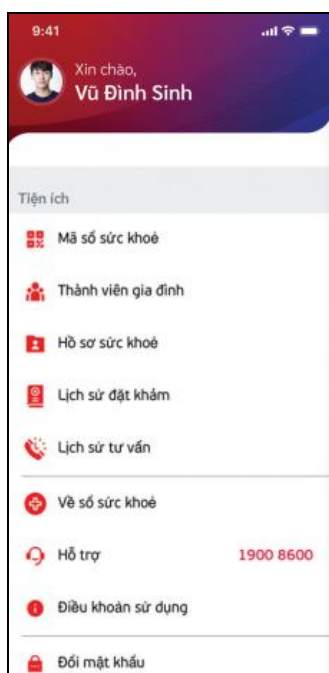 9:41
Xin chào,
Vũ Đình Sinh
Tiện ích
Mã số sức khoẻ
Thành viên gia đình
Hồ sơ sức khoẻ
Lịch sử đặt khám
Lịch sử tư vấn
Về sổ sức khoẻ
Hỗ trợ 1900 8600
Điều khoản sử dụng
Đổi mật khẩu